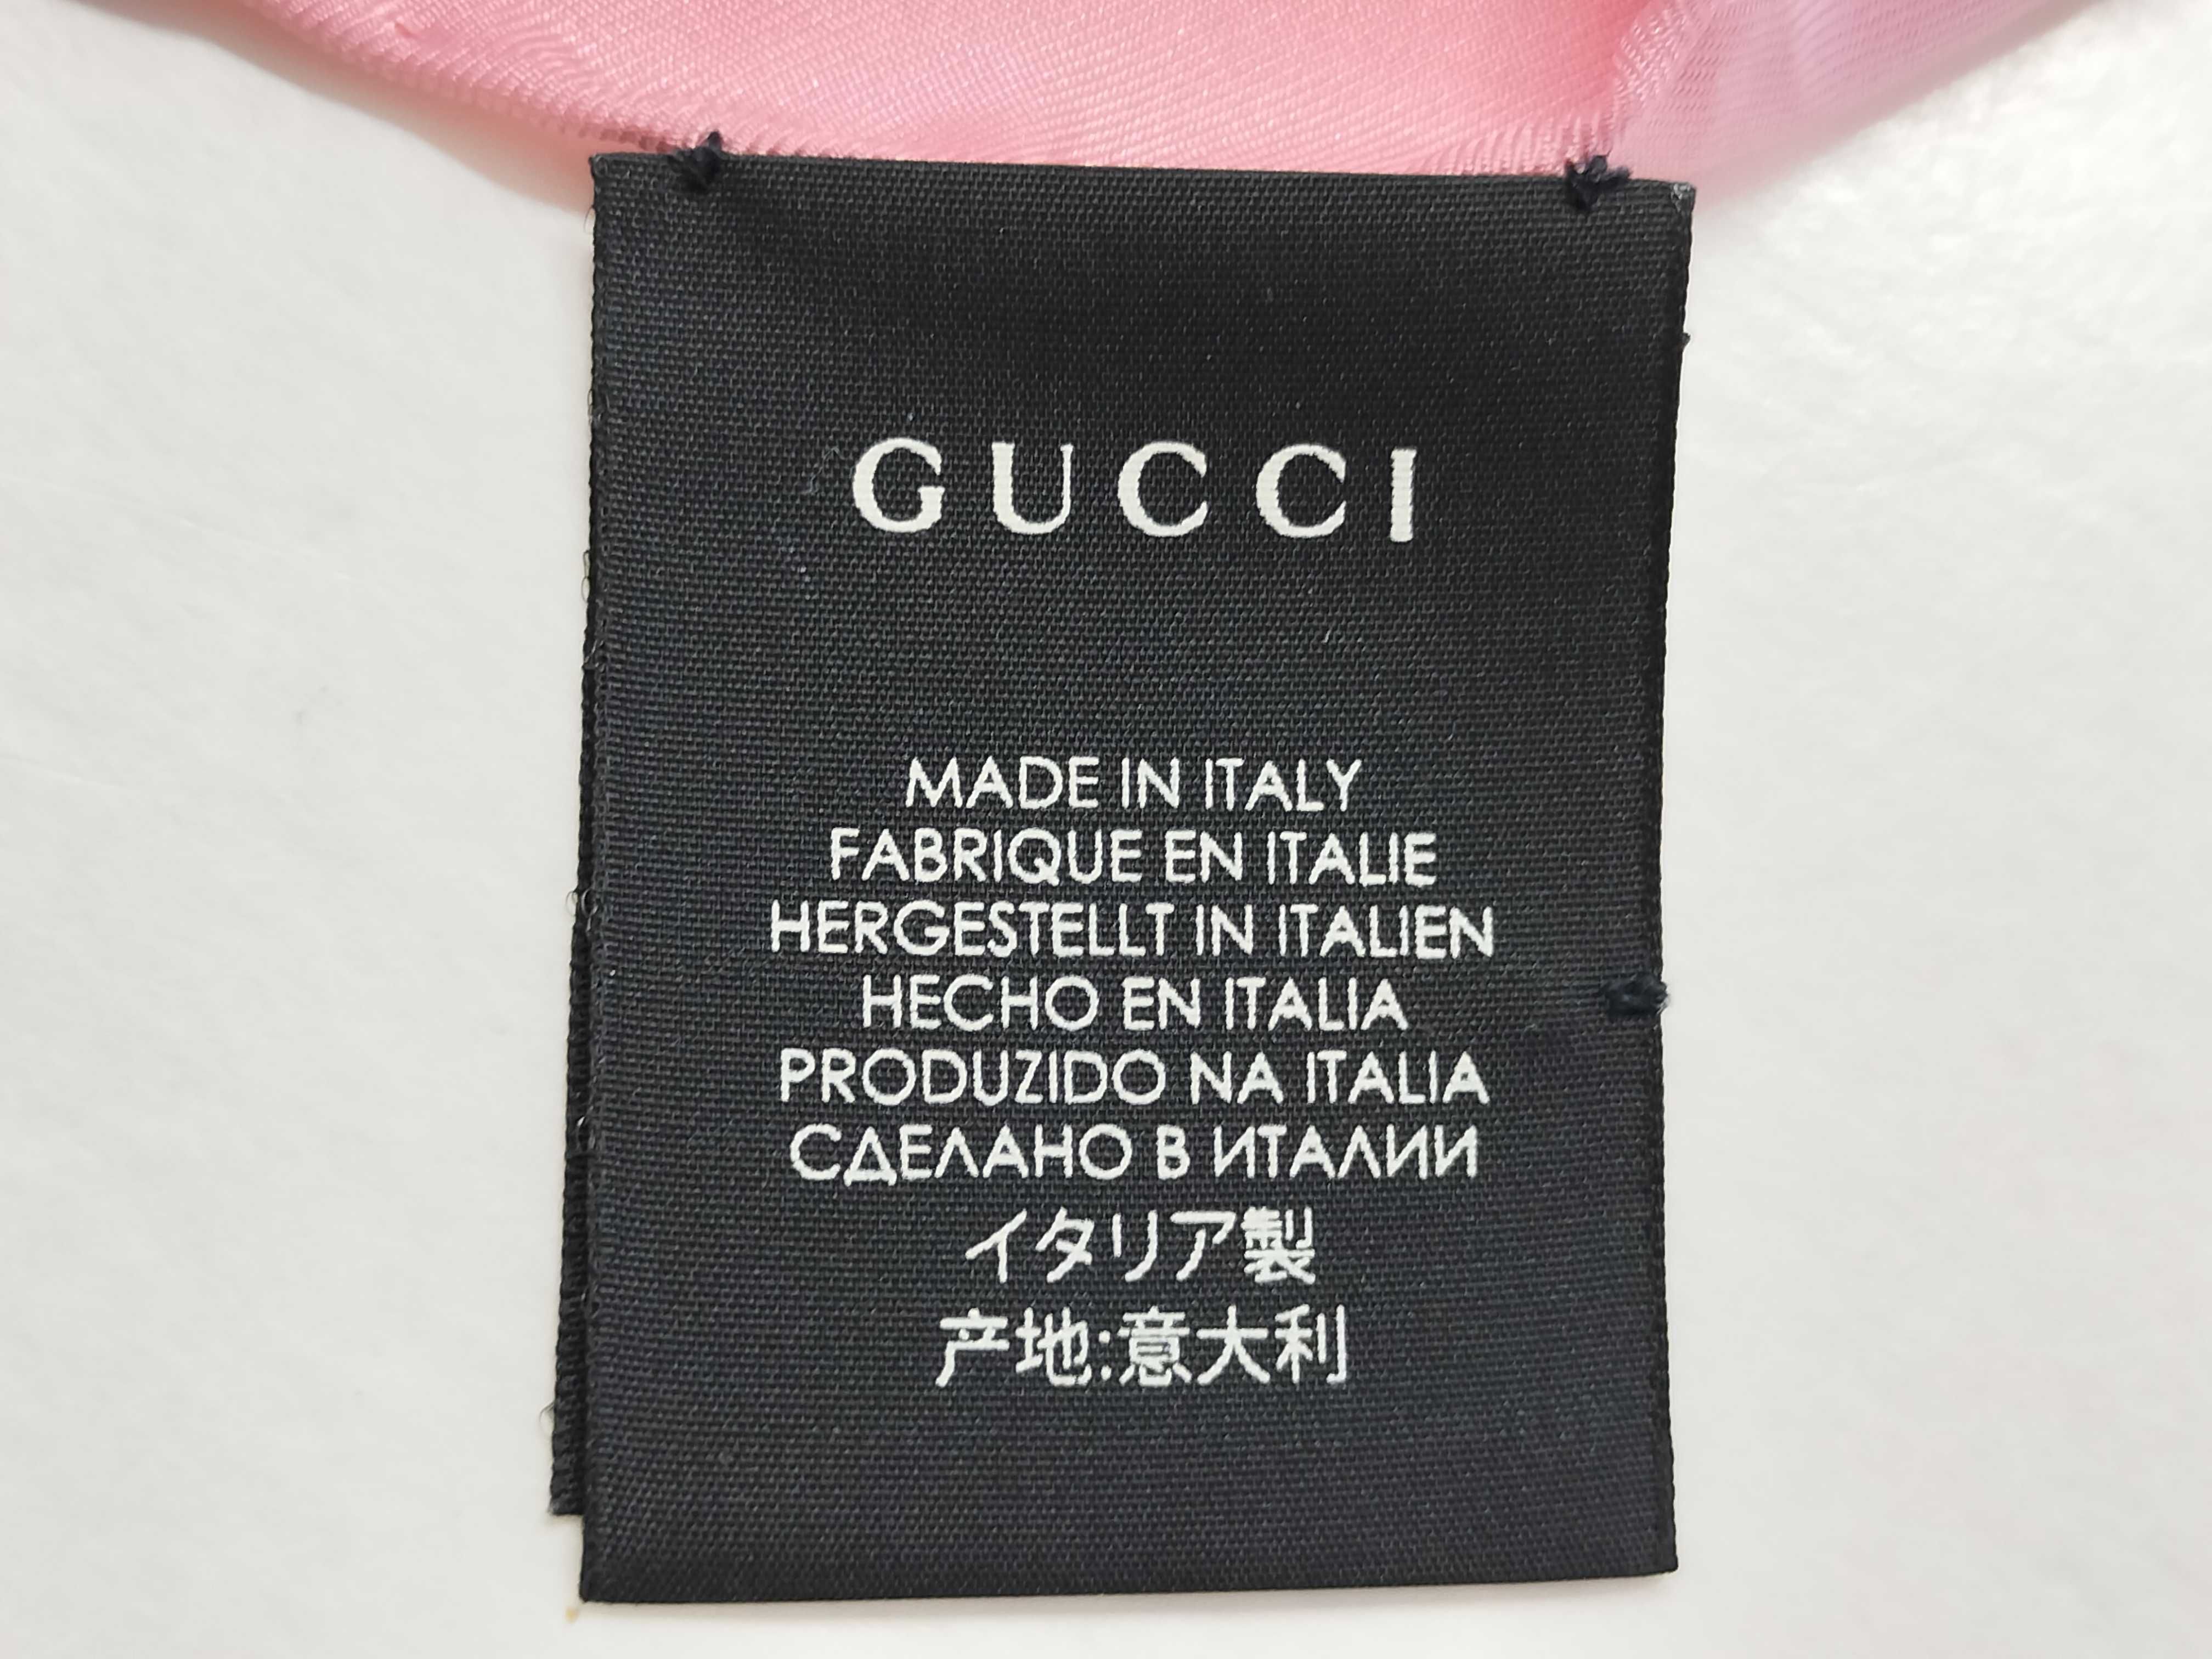 GUCCI
MADE IN ITALY
FABRIQUE EN ITALIE
HERGESTELLT IN ITALIEN
HECHO EN ITALIA
PRODUZIDO NA ITALIA
СДЕЛАНО В ИТАЛИИ
イタリア製
产地:意大利